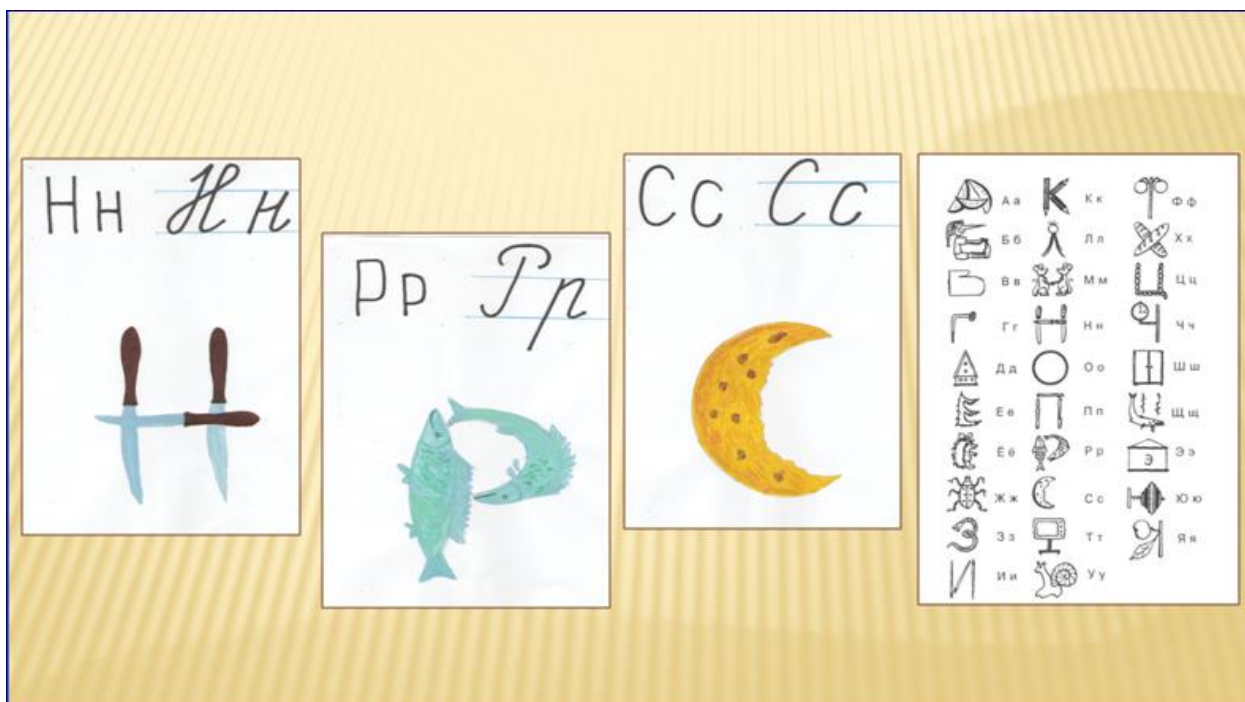 Нн Нн
Рр Рр
Сс Сс
Аа Кк Фф
Бб Лл Хх
Вв Мм Цц
Гг Нн Чч
Дд Оо Шш
Ее Пп Щщ
Ёё Рр Э Ээ
Жж Сс Юю
Зз Тт Яя
Ии Уу